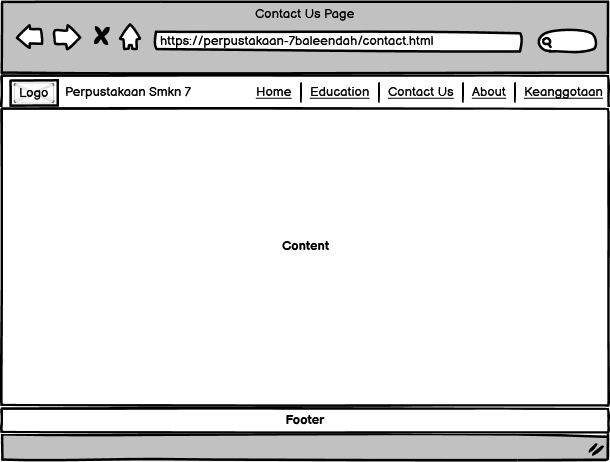 Contact Us Page
https://perpustakaan-7baleendah/contact.html
Logo Perpustakaan Smkn 7 Home Education Contact Us About Keanggotaan
Content
Footer